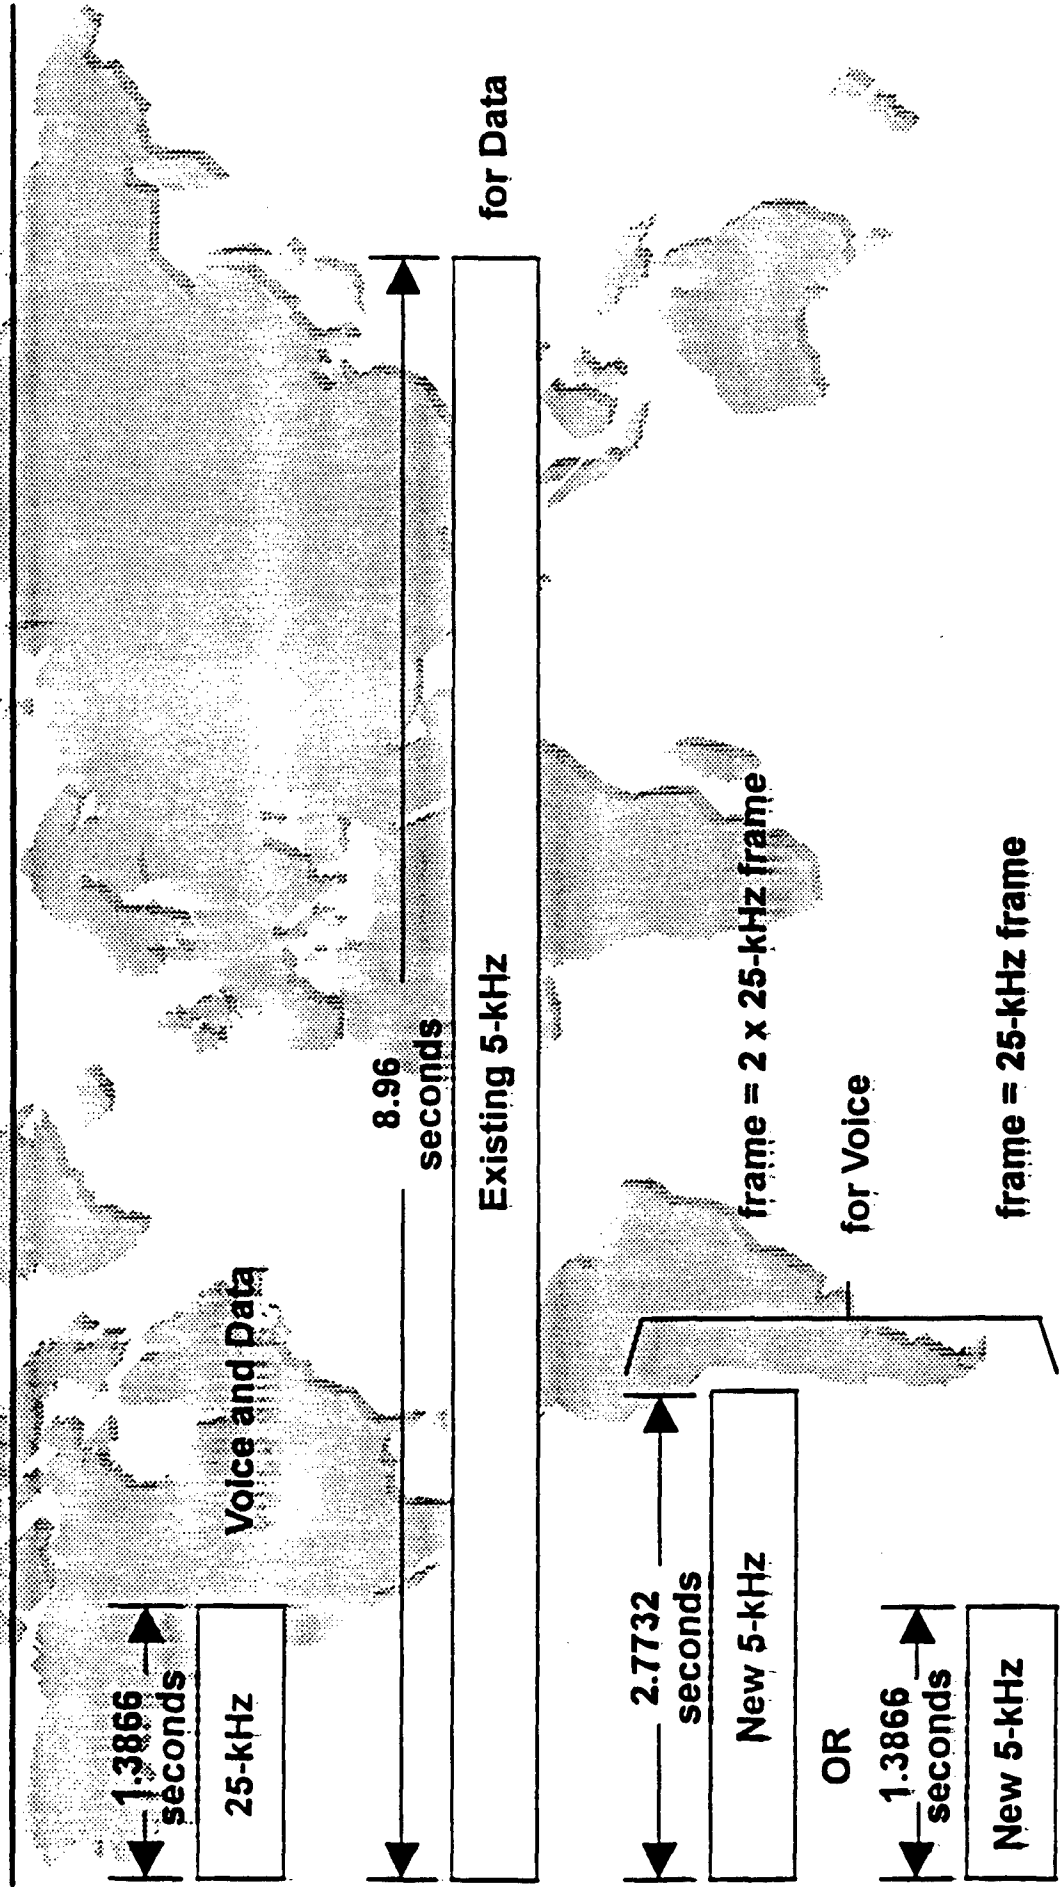 1.3866
seconds
25-kHz
Voice and Data
8.96
seconds
Existing 5-kHz
for Data
2.7732
seconds
New 5-kHz
frame = 2 x 25-kHz frame
OR
for Voice
1.3866
seconds
New 5-kHz
frame = 25-kHz frame